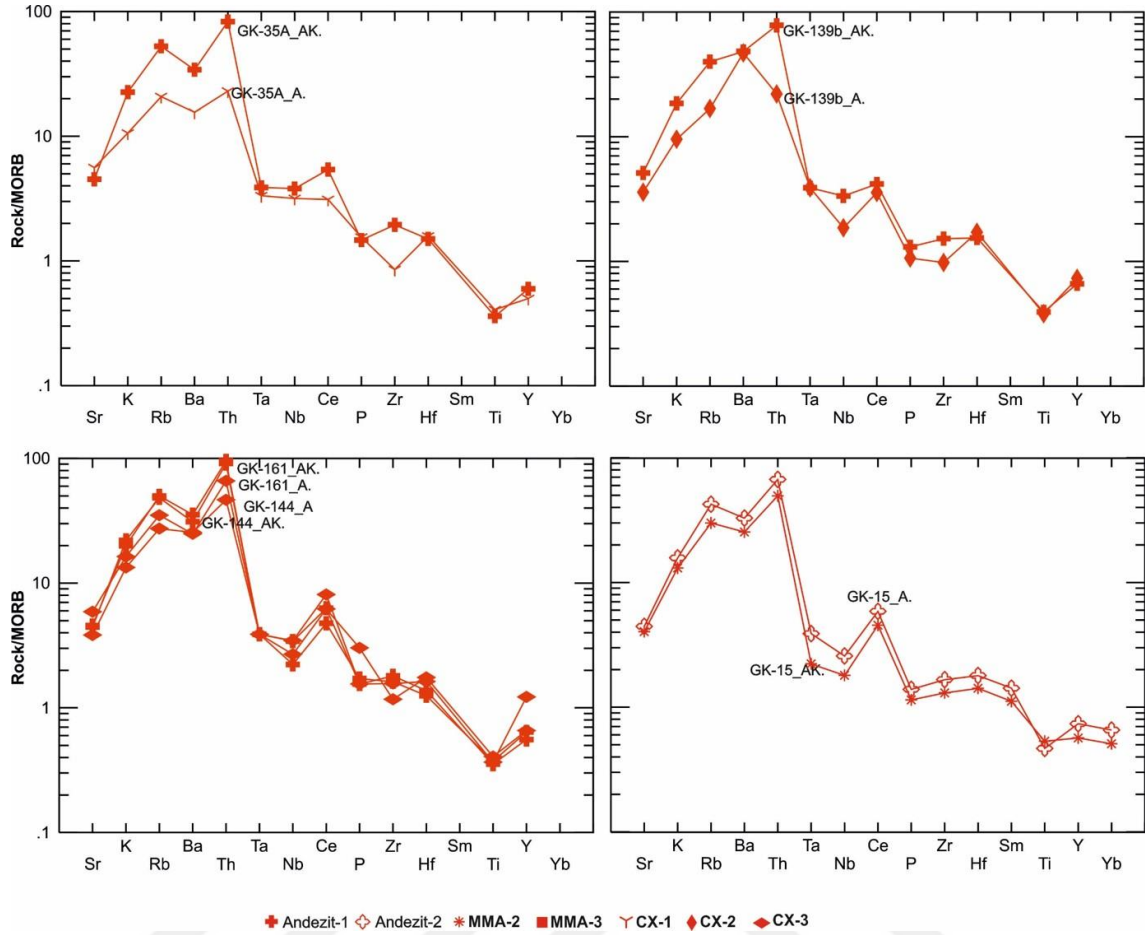 100
10
1
.1
Rock/MORB
GK-35A_AK.
GK-35A_A.
K Ba Ta Ce Zr Sm Y
Sr Rb Th Nb P Hf Ti Yb
GK-139b_AK.
GK-139b_A.
K Ba Ta Ce Zr Sm Y
Sr Rb Th Nb P Hf Ti Yb
100
10
1
.1
Rock/MORB
GK-161_AK.
GK-161_A.
GK-144_A
GK-144_AK.
K Ba Ta Ce Zr Sm Y
Sr Rb Th Nb P Hf Ti Yb
GK-15_A.
GK-15_AK.
K Ba Ta Ce Zr Sm Y
Sr Rb Th Nb P Hf Ti Yb
Andezit-1 Andezit-2 MMA-2 MMA-3 CX-1 CX-2 CX-3